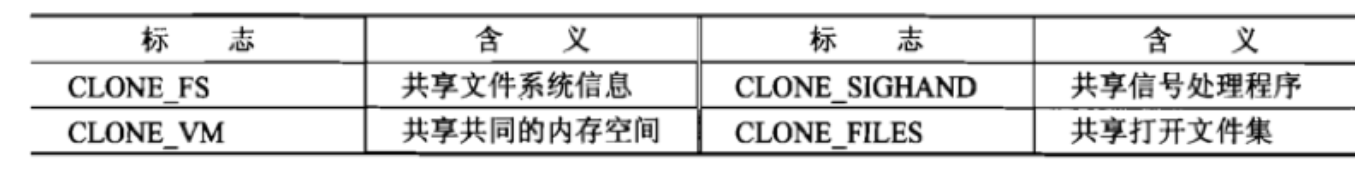 标 志 含 义 标 志 含 义
CLONE_FS 共享文件系统信息 CLONE_SIGHAND 共享信号处理程序
CLONE_VM 共享共同的内存空间 CLONE_FILES 共享打开文件集